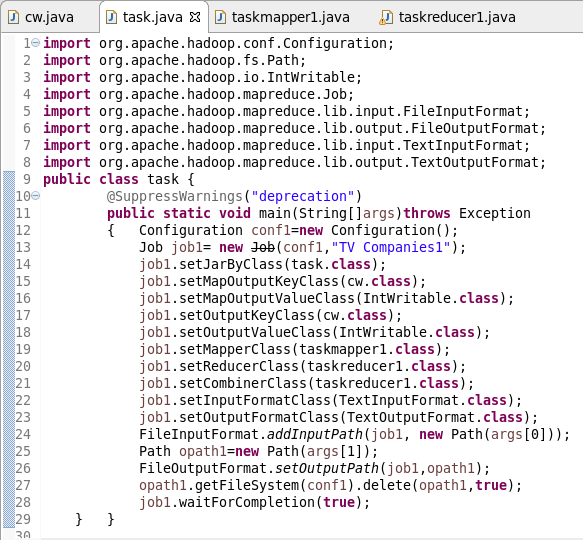 cw.java task.java taskmapper1.java taskreducer1.java
1 import org.apache.hadoop.conf.Configuration;
2 import org.apache.hadoop.fs.Path;
3 import org.apache.hadoop.io.IntWritable;
4 import org.apache.hadoop.mapreduce.Job;
5 import org.apache.hadoop.mapreduce.lib.input.FileInputFormat;
6 import org.apache.hadoop.mapreduce.lib.output.FileOutputFormat;
7 import org.apache.hadoop.mapreduce.lib.input.TextInputFormat;
8 import org.apache.hadoop.mapreduce.lib.output.TextOutputFormat;
9 public class task {
10 @SuppressWarnings("deprecation")
11 public static void main(String[]args)throws Exception
12 { Configuration conf1=new Configuration();
13 Job job1= new Job(conf1,"TV Companies1");
14 job1.setJarByClass(task.class);
15 job1.setMapOutputKeyClass(cw.class);
16 job1.setMapOutputValueClass(IntWritable.class);
17 job1.setOutputKeyClass(cw.class);
18 job1.setOutputValueClass(IntWritable.class);
19 job1.setMapperClass(taskmapper1.class);
20 job1.setReducerClass(taskreducer1.class);
21 job1.setCombinerClass(taskreducer1.class);
22 job1.setInputFormatClass(TextInputFormat.class);
23 job1.setOutputFormatClass(TextOutputFormat.class);
24 FileInputFormat.addInputPath(job1, new Path(args[0]));
25 Path opath1=new Path(args[1]);
26 FileOutputFormat.setOutputPath(job1,opath1);
27 opath1.getFileSystem(conf1).delete(opath1,true);
28 job1.waitForCompletion(true);
29 } }
30